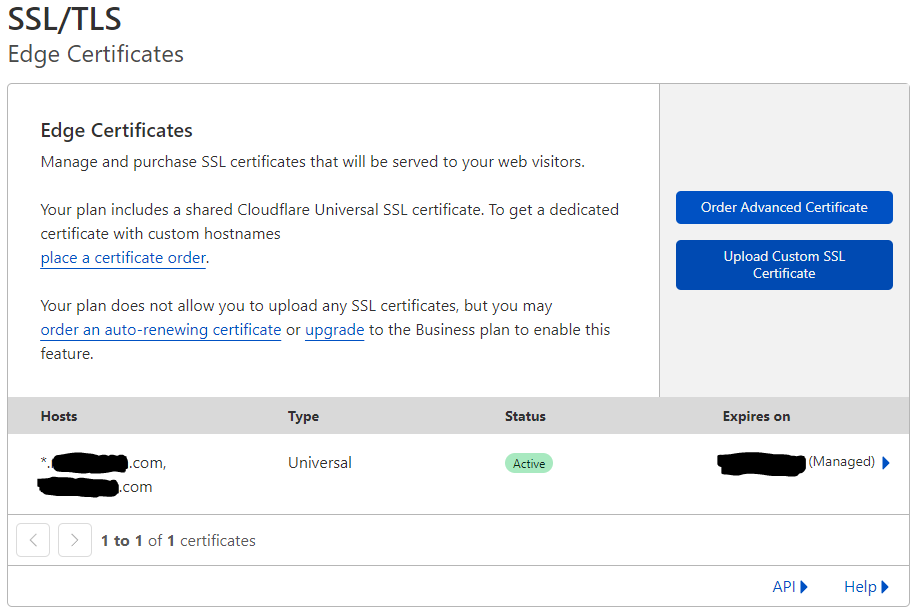 SSL/TLS
Edge Certificates
Edge Certificates
Manage and purchase SSL certificates that will be served to your web visitors.
Your plan includes a shared Cloudflare Universal SSL certificate. To get a dedicated
certificate with custom hostnames
place a certificate order.
Your plan does not allow you to upload any SSL certificates, but you may
order an auto-renewing certificate or upgrade to the Business plan to enable this
feature.
Order Advanced Certificate
Upload Custom SSL
Certificate
Hosts Type Status Expires on
*. .com, Universal Active (Managed)
.com
1 to 1 of 1 certificates
API Help